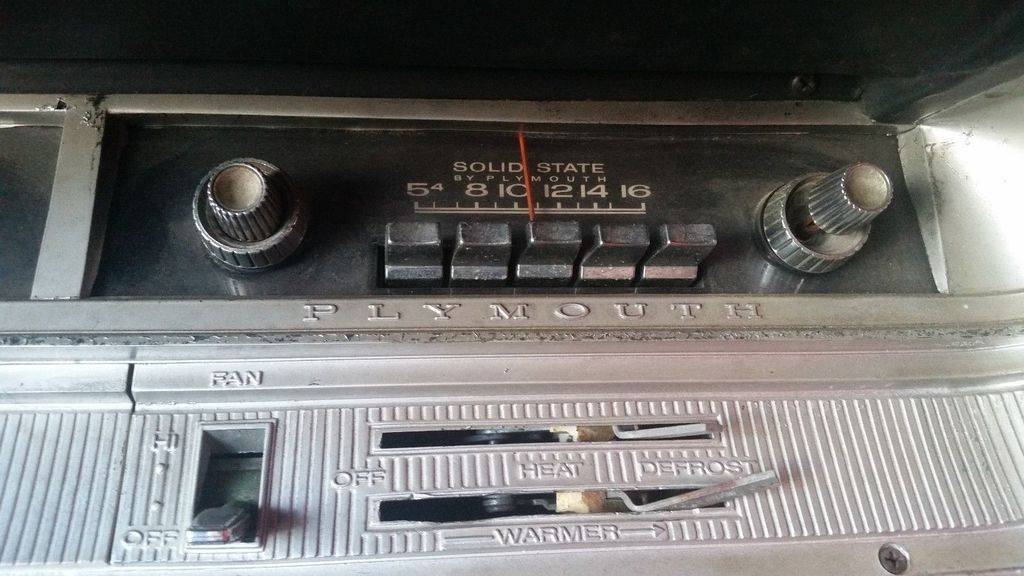 SOLID STATE
BY PLYMOUTH
54 8 10 12 14 16
PLYMOUTH
FAN
HI
OFF HEAT DEFROST
OFF WARMER